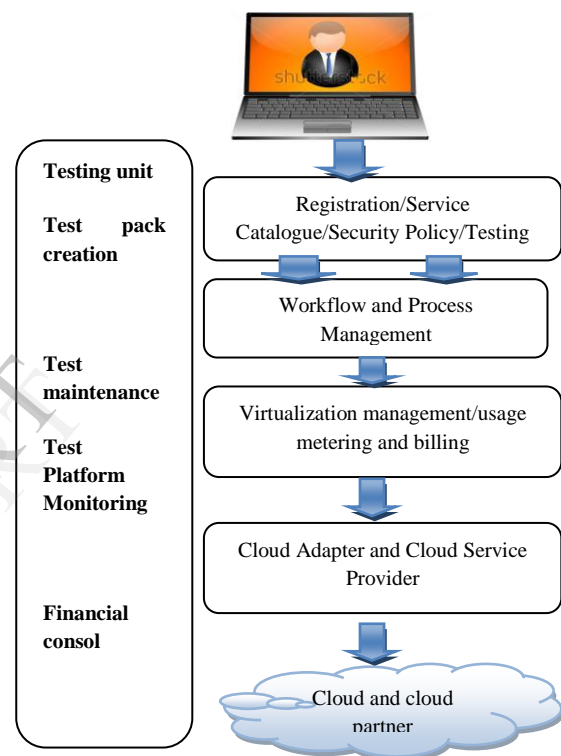 shutterstock
Testing unit
Test pack
creation
Test
maintenance
Test
Platform
Monitoring
Financial
consol
Registration/Service
Catalogue/Security Policy/Testing
Workflow and Process
Management
Virtualization management/usage
metering and billing
Cloud Adapter and Cloud Service
Provider
Cloud and cloud
partner